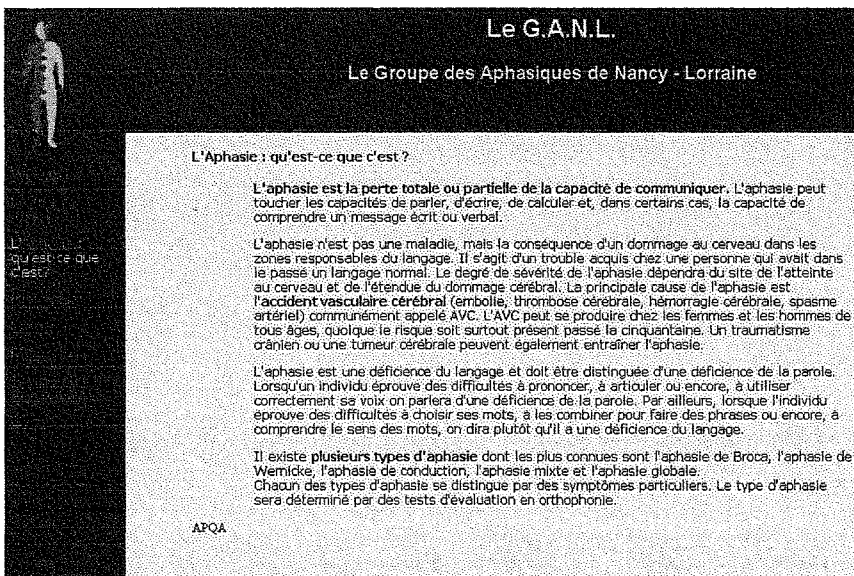 Le G.A.N.L.
Le Groupe des Aphasiques de Nancy - Lorraine
L'
qu'est-ce que
c'est?
L'Aphasie : qu'est-ce que c'est ?
L'aphasie est la perte totale ou partielle de la capacité de communiquer. L'aphasie peut
toucher les capacités de parler, d'écrire, de calculer et, dans certains cas, la capacité de
comprendre un message écrit ou verbal.
L'aphasie n'est pas une maladie, mais la conséquence d'un dommage au cerveau dans les
zones responsables du langage. Il s'agit d'un trouble acquis chez une personne qui avait dans
le passé un langage normal. Le degré de sévérité de l'aphasie dépendra du site de l'atteinte
au cerveau et de l'étendue du dommage cérébral. La principale cause de l'aphasie est
l'accident vasculaire cérébral (embolie, thrombose cérébrale, hémorragie cérébrale, spasme
artériel) communément appelé AVC. L'AVC peut se produire chez les femmes et les hommes de
tous âges, quoique le risque soit surtout présent passé la cinquantaine. Un traumatisme
crânien ou une tumeur cérébrale peuvent également entraîner l'aphasie.
L'aphasie est une déficience du langage et doit être distinguée d'une déficience de la parole.
Lorsqu'un individu éprouve des difficultés à prononcer, à articuler ou encore, à utiliser
correctement sa voix on parlera d'une déficience de la parole. Par ailleurs, lorsque l'individu
éprouve des difficultés à choisir ses mots, à les combiner pour faire des phrases ou encore, à
comprendre le sens des mots, on dira plutôt qu'il a une déficience du langage.
Il existe plusieurs types d'aphasie dont les plus connues sont l'aphasie de Broca, l'aphasie de
Wernicke, l'aphasie de conduction, l'aphasie mixte et l'aphasie globale.
Chacun des types d'aphasie se distingue par des symptômes particuliers. Le type d'aphasie
sera déterminé par des tests d'évaluation en orthophonie.
APQA